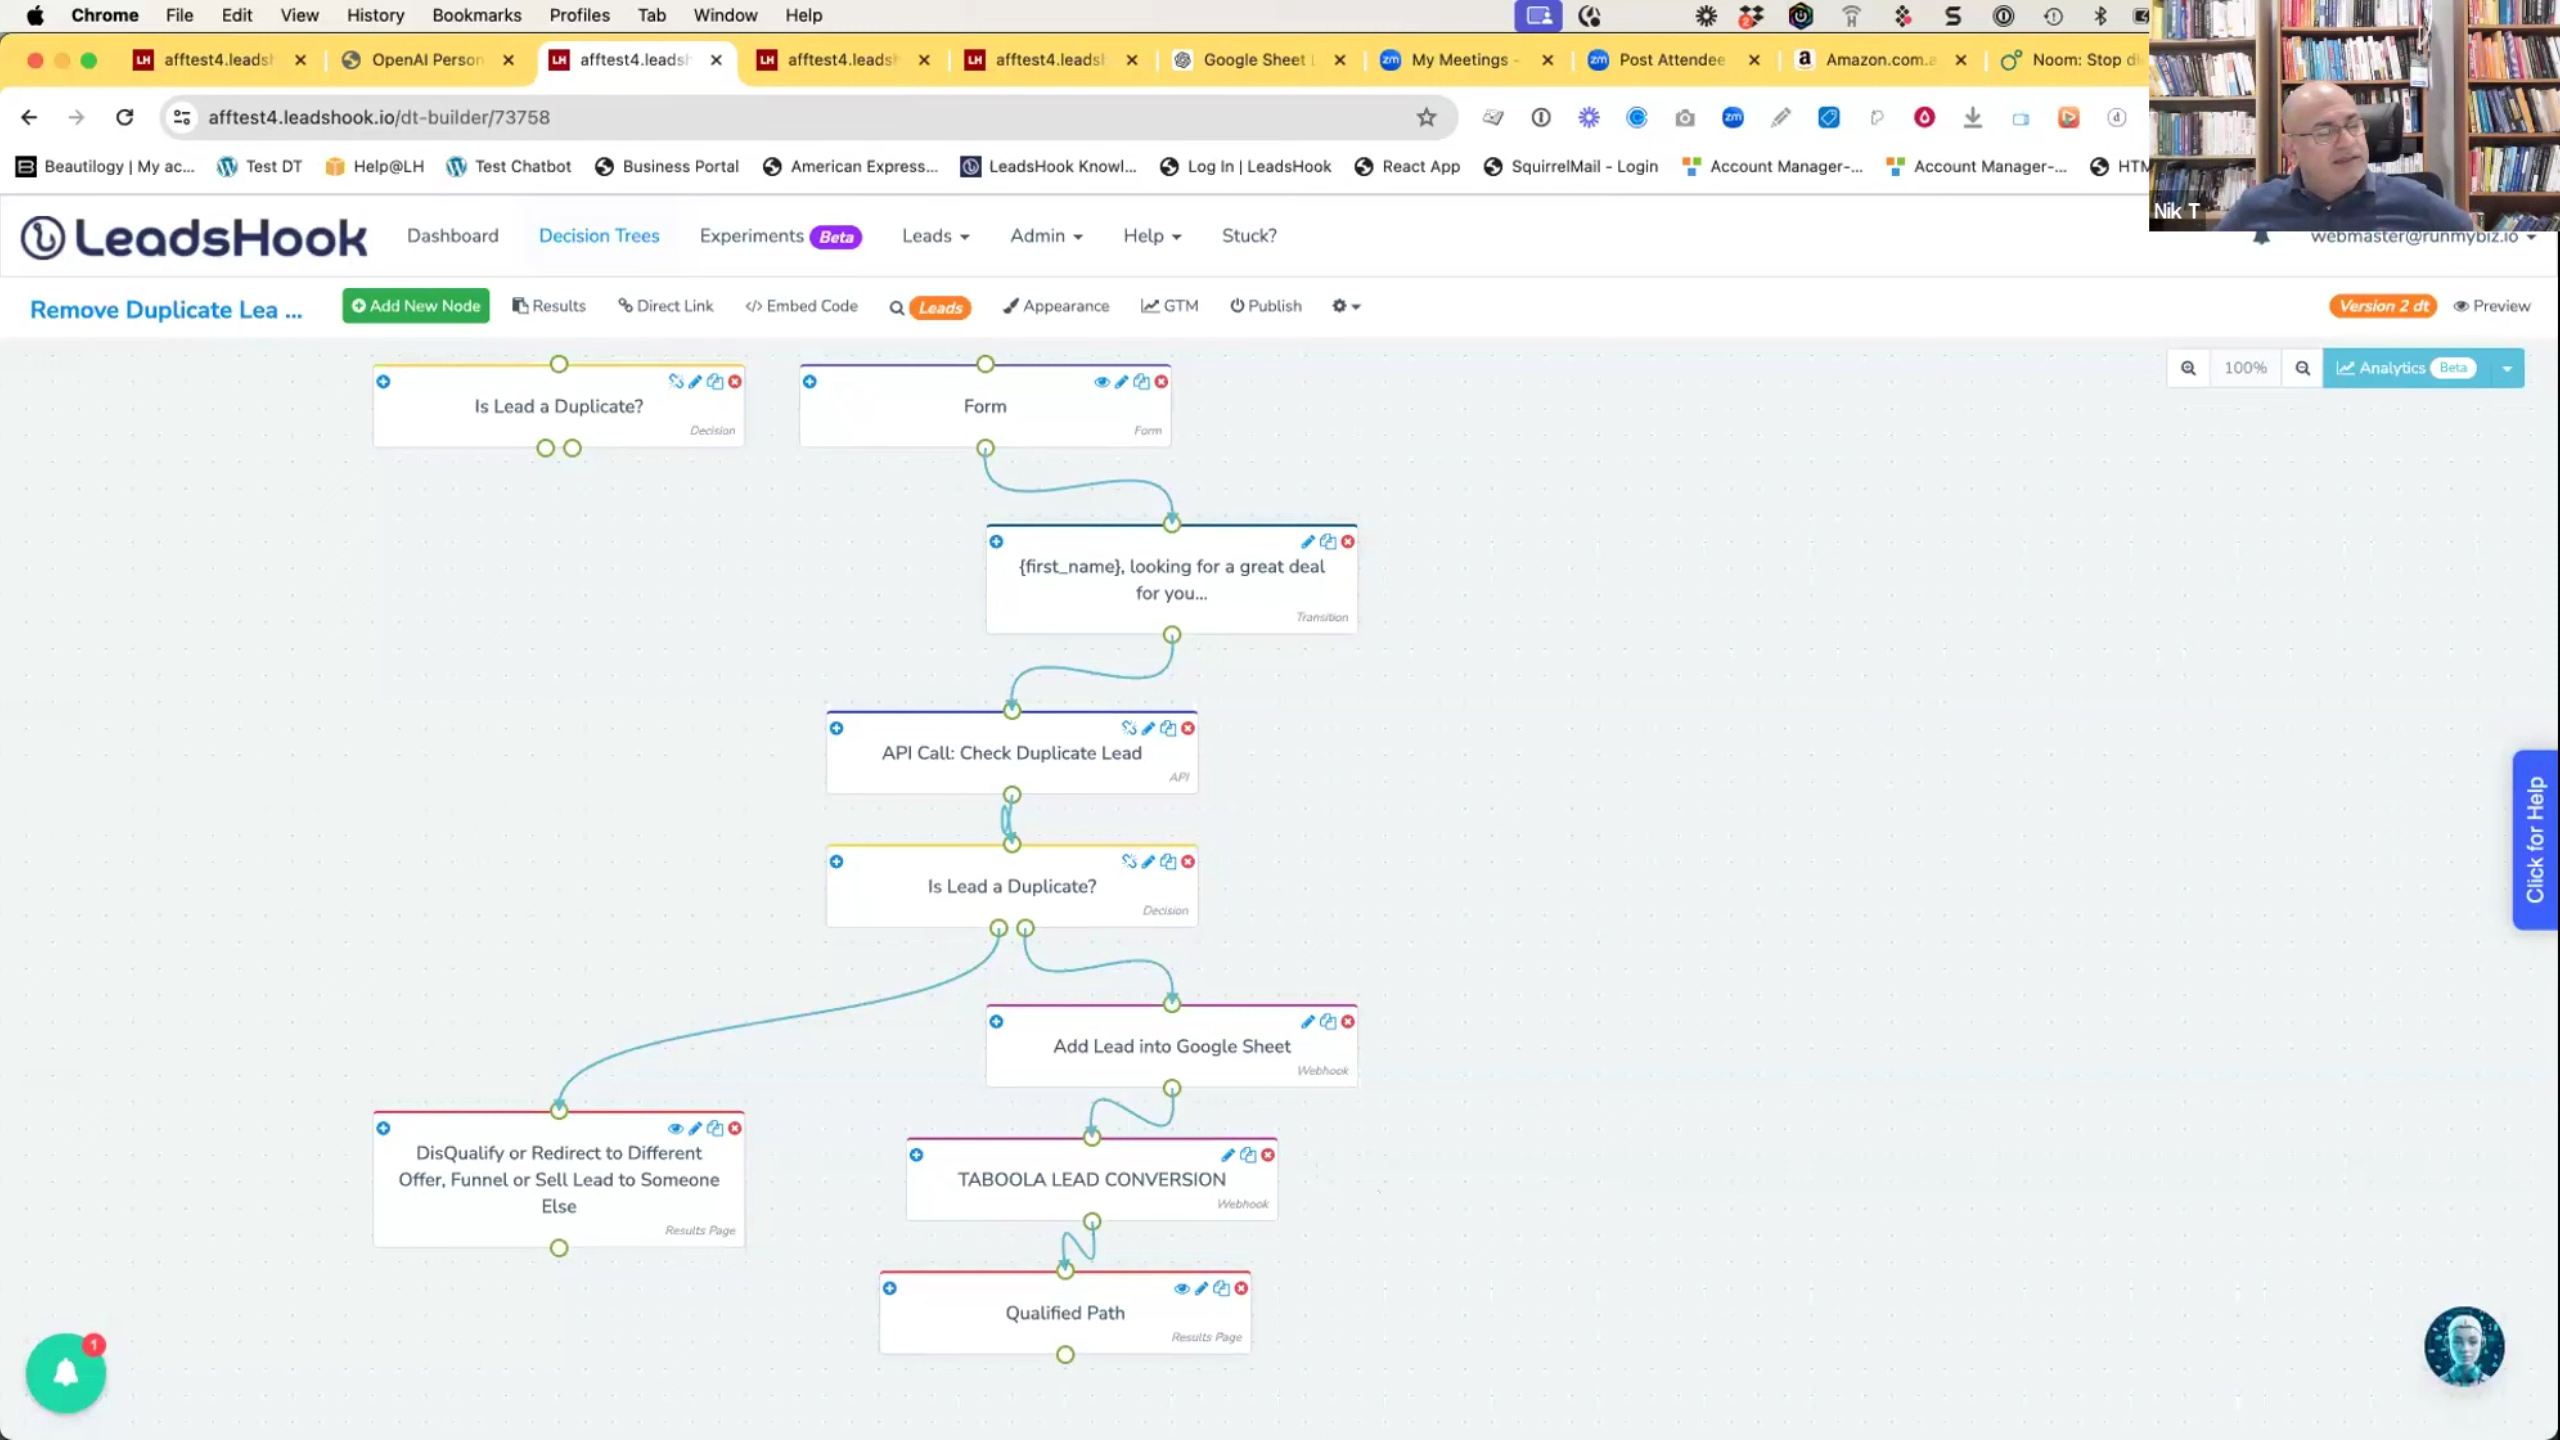 Chrome File Edit View History Bookmarks Profiles Tab Window Help
afftest4.leadsh OpenAI Person afftest4.leadsh afftest4.leadsh afftest4.leadsh Google Sheet My Meetings - Post Attendee Amazon.com.a Noom: Stop di
afftest4.leadshook.io/dt-builder/73758
Beautilogy | My ac... Test DT Help@LH Test Chatbot Business Portal American Express... LeadsHook Knowl... Log In | LeadsHook React App SquirrelMail - Login Account Manager-... Account Manager-... HTM
Nik T
LeadsHook Dashboard Decision Trees Experiments Beta Leads Admin Help Stuck? webmaster@runmybiz.io
Remove Duplicate Lea ... Add New Node Results Direct Link Embed Code Leads Appearance GTM Publish Version 2 dt Preview
100% Analytics Beta
Is Lead a Duplicate?
Decision
Form
Form
{first_name}, looking for a great deal
for you...
Transition
API Call: Check Duplicate Lead
API
Is Lead a Duplicate?
Decision
Add Lead into Google Sheet
Webhook
DisQualify or Redirect to Different
Offer, Funnel or Sell Lead to Someone
Else
Results Page
TABOOLA LEAD CONVERSION
Webhook
Qualified Path
Results Page
Click for Help
1